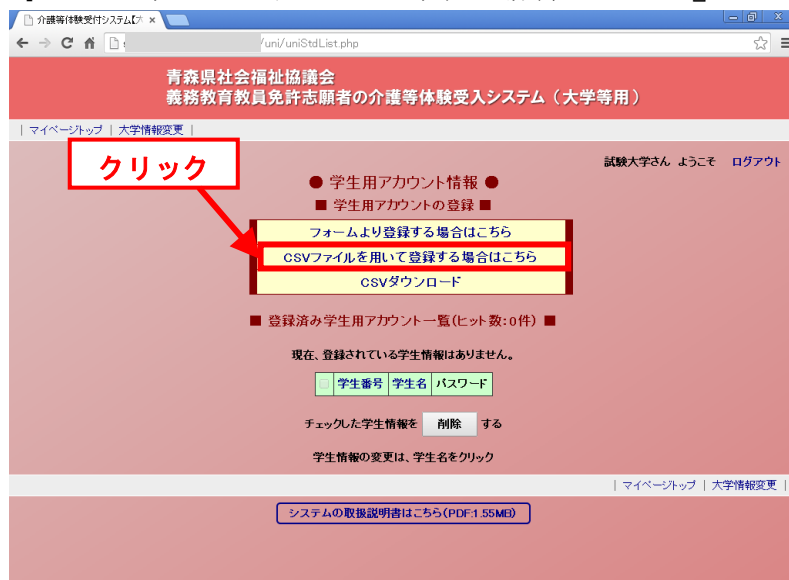 介護等体験受付システム【大
/uni/uniStdList.php
青森県社会福祉協議会
義務教育教員免許志願者の介護等体験受入システム（大学等用）
| マイページトップ | 大学情報変更 |
クリック
試験大学さん ようこそ ログアウト
● 学生用アカウント情報 ●
■ 学生用アカウントの登録 ■
フォームより登録する場合はこちら
CSVファイルを用いて登録する場合はこちら
CSVダウンロード
■ 登録済み学生用アカウント一覧(ヒット数:0件) ■
現在、登録されている学生情報はありません。
学生番号 学生名 パスワード
チェックした学生情報を 削除 する
学生情報の変更は、学生名をクリック
| マイページトップ | 大学情報変更 |
システムの取扱説明書はこちら(PDF:1.55MB)